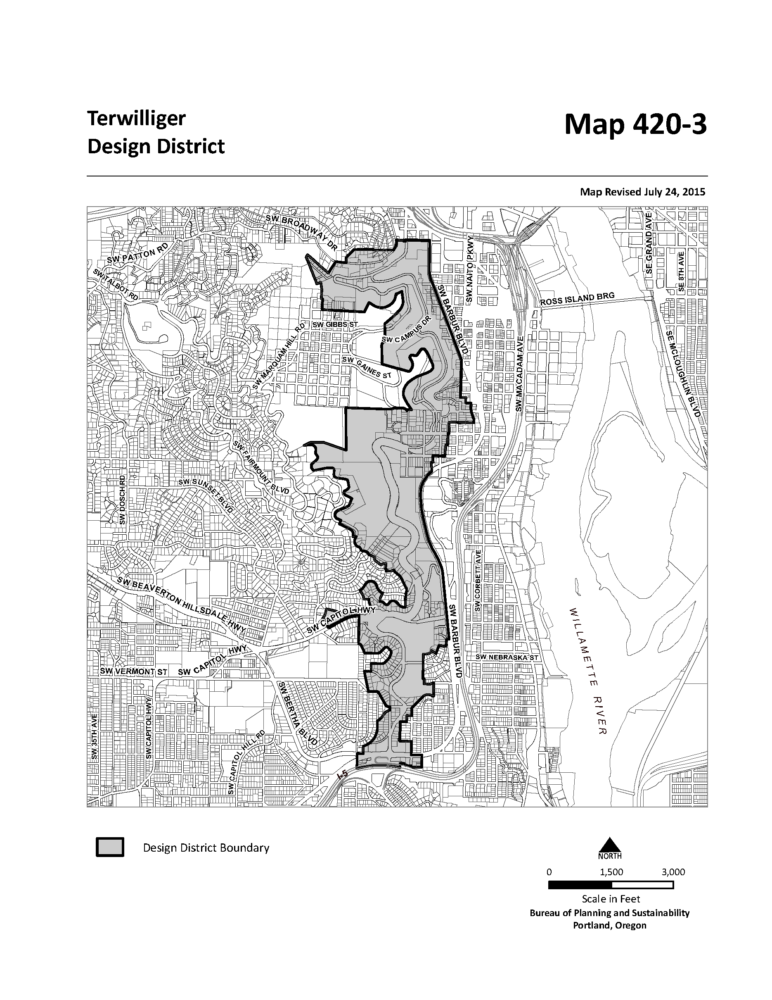 Terwilliger
Design District
Map 420-3
Map Revised July 24, 2015
SW BROADWAY DR
SW PATTON RD
SW TALBOT RD
SW NAITO PKWY
SE GRAND AVE
SE 8TH AVE
ROSS ISLAND BRG
SW BARBUR BLVD
SW GIBBS ST
SW CAMPUS DR
SW MARQUAM HILL RD
SW GAINES ST
SW MACADAM AVE
SE MCLOUGHLIN BLVD
SW FAIRMOUNT BLVD
SW SUNSET BLVD
SW DOSCH RD
SW CORBETT AVE
SW BEAVERTON HILLSDALE HWY
SW CAPITOL HWY
SW BARBUR BLVD
WILLAMETTE RIVER
SW CAPITOL HWY
SW NEBRASKA ST
SW VERMONT ST
SW BERTHA BLVD
SW 35TH AVE
SW CAPITOL HWY
SW CAPITOL HILL RD
I-5
Design District Boundary
NORTH
0 1,500 3,000
Scale in Feet
Bureau of Planning and Sustainability
Portland, Oregon